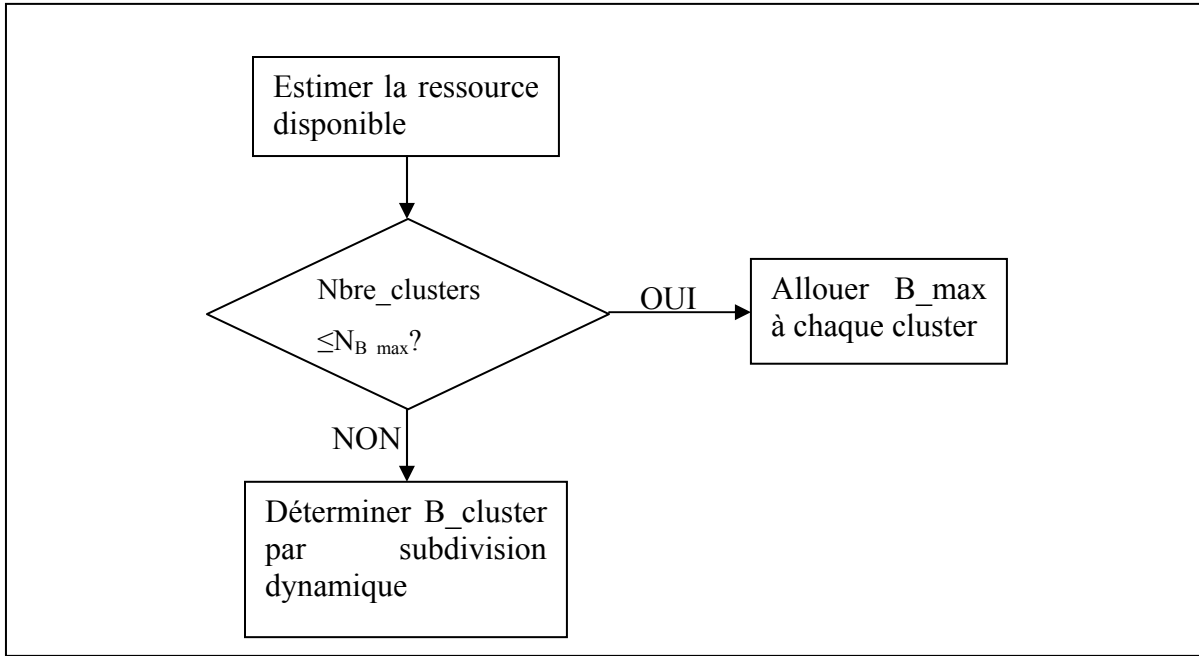 Estimer la ressource
disponible
Nbre_clusters
≤N_B max?
OUI
Allouer B_max
à chaque cluster
NON
Déterminer B_cluster
par subdivision
dynamique